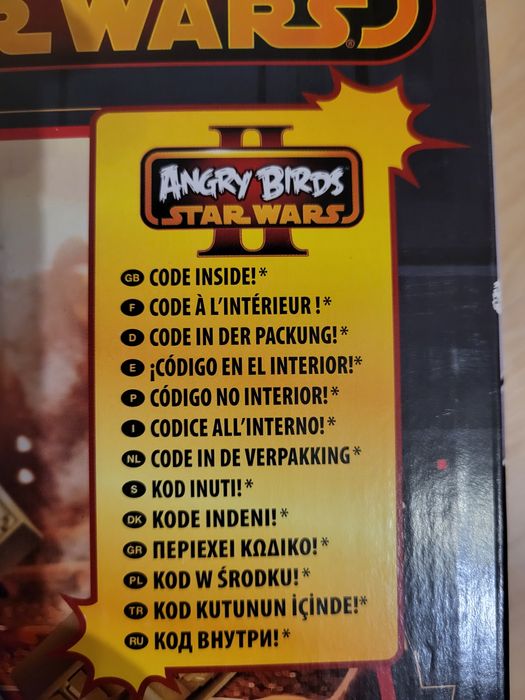 R WARS®
II
ANGRY BIRDS
STAR WARS
GB CODE INSIDE!*
F CODE À L'INTÉRIEUR !*
D CODE IN DER PACKUNG!*
E ¡CÓDIGO EN EL INTERIOR!*
P CÓDIGO NO INTERIOR!*
I CODICE ALL'INTERNO!*
NL CODE IN DE VERPAKKING*
S KOD INUTI!*
DK KODE INDENI!*
GR ΠΕΡΙΕΧΕΙ ΚΩΔΙΚΟ!*
PL KOD W ŚRODKU!*
TR KOD KUTUNUN İÇİNDE!*
RU КОД ВНУТРИ!*